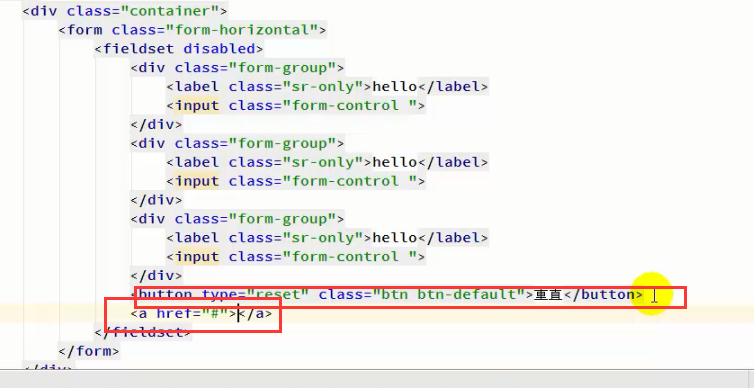 <div class="container">
<form class="form-horizontal">
<fieldset disabled>
<div class="form-group">
<label class="sr-only">hello</label>
<input class="form-control ">
</div>
<div class="form-group">
<label class="sr-only">hello</label>
<input class="form-control ">
</div>
<div class="form-group">
<label class="sr-only">hello</label>
<input class="form-control ">
</div>
<button type="reset" class="btn btn-default">重直</button>
<a href="#"></a>
</fieldset>
</form>
</div>